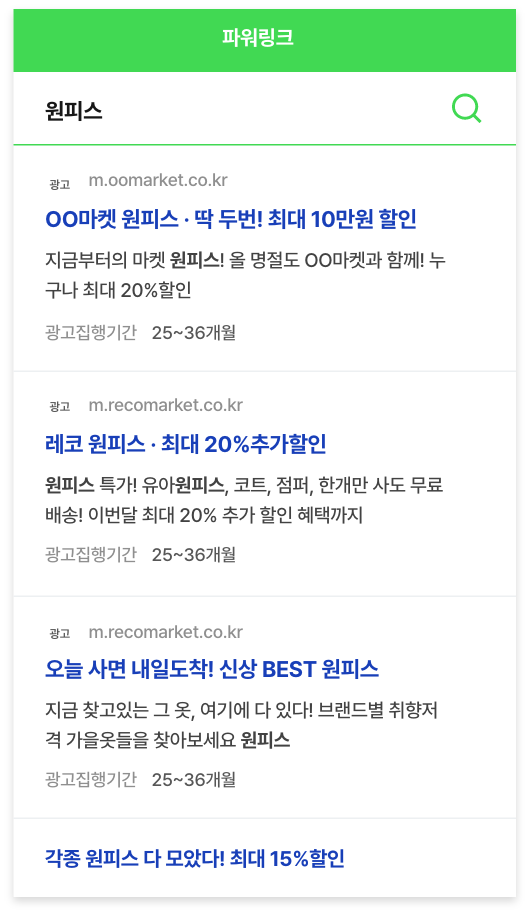 파워링크
원피스
광고 m.oomarket.co.kr
OO마켓 원피스 · 딱 두번! 최대 10만원 할인
지금부터의 마켓 원피스! 올 명절도 OO마켓과 함께! 누
구나 최대 20%할인
광고집행기간 25~36개월
광고 m.recomarket.co.kr
레코 원피스 · 최대 20%추가할인
원피스 특가! 유아원피스, 코트, 점퍼, 한개만 사도 무료
배송! 이번달 최대 20% 추가 할인 혜택까지
광고집행기간 25~36개월
광고 m.recomarket.co.kr
오늘 사면 내일도착! 신상 BEST 원피스
지금 찾고있는 그 옷, 여기에 다 있다! 브랜드별 취향저
격 가을옷들을 찾아보세요 원피스
광고집행기간 25~36개월
각종 원피스 다 모았다! 최대 15%할인